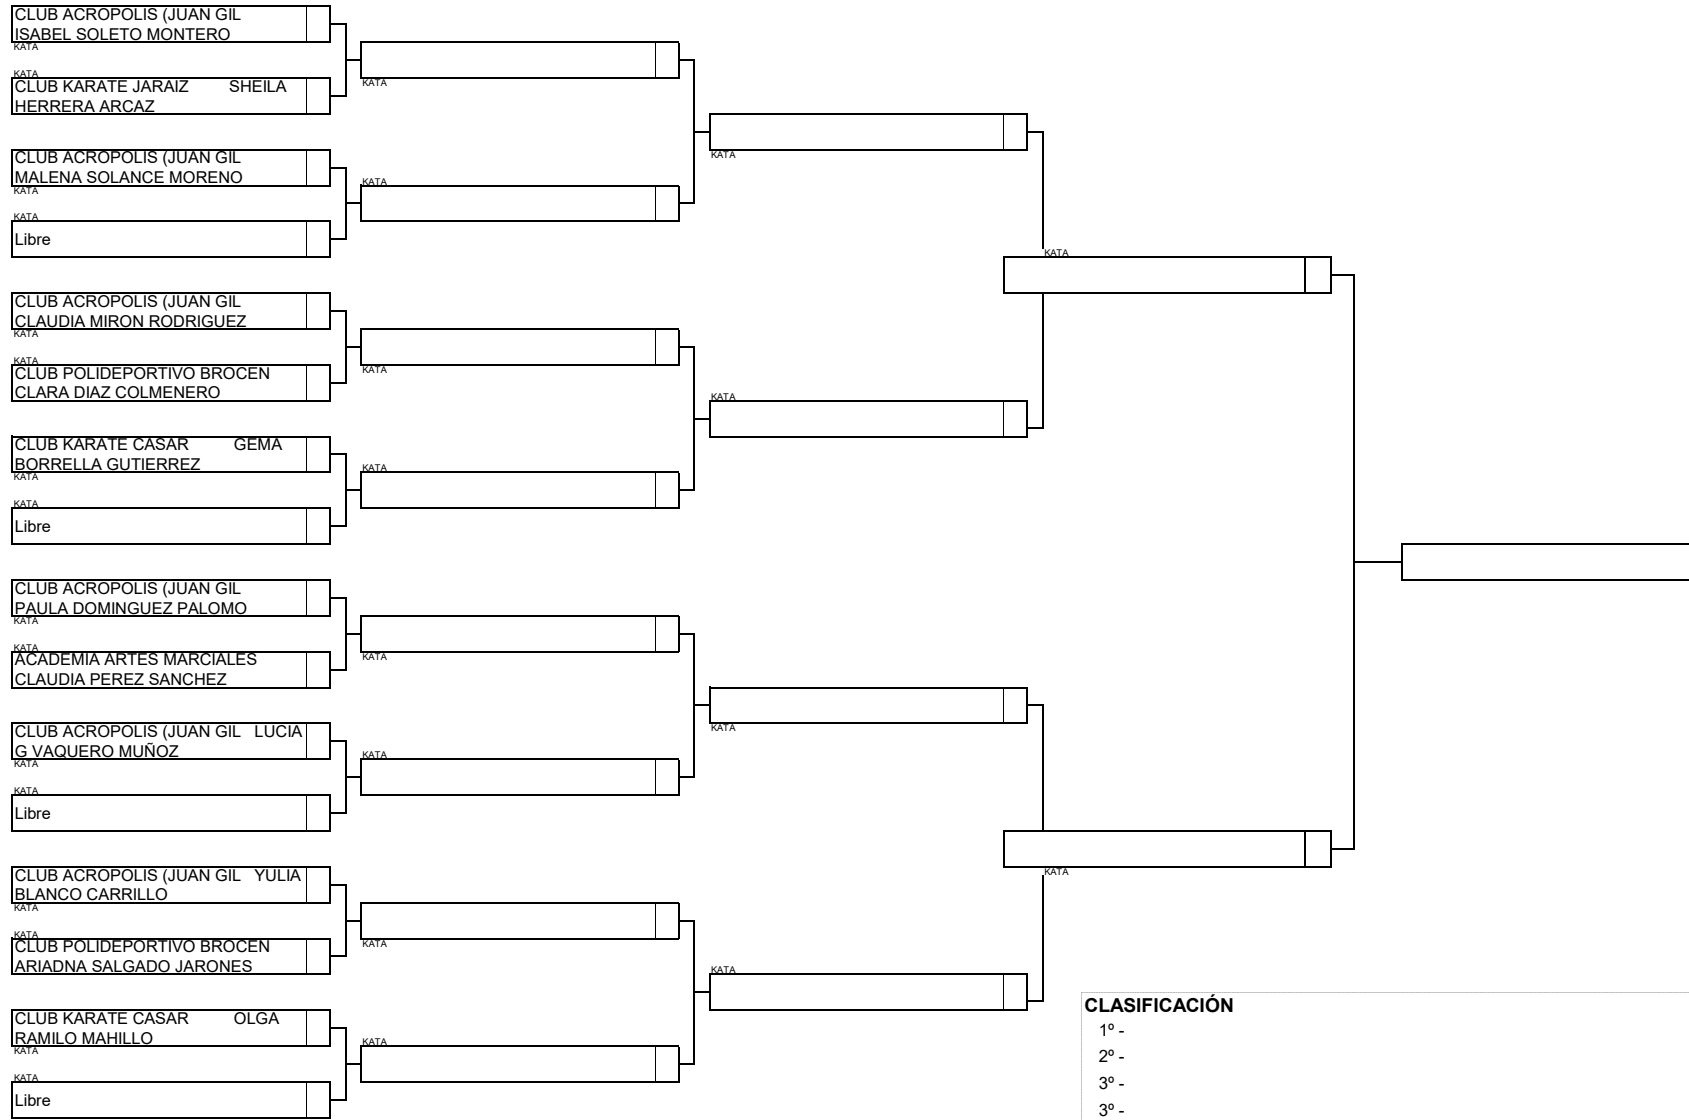 CLUB ACROPOLIS (JUAN GIL
ISABEL SOLETO MONTERO
KATA
KATA
CLUB KARATE JARAIZ SHEILA
HERRERA ARCAZ
CLUB ACROPOLIS (JUAN GIL
MALENA SOLANCE MORENO
KATA
KATA
Libre
CLUB ACROPOLIS (JUAN GIL
CLAUDIA MIRON RODRIGUEZ
KATA
KATA
CLUB POLIDEPORTIVO BROCEN
CLARA DIAZ COLMENERO
CLUB KARATE CASAR GEMA
BORRELLA GUTIERREZ
KATA
KATA
Libre
CLUB ACROPOLIS (JUAN GIL
PAULA DOMINGUEZ PALOMO
KATA
KATA
ACADEMIA ARTES MARCIALES
CLAUDIA PEREZ SANCHEZ
CLUB ACROPOLIS (JUAN GIL LUCIA
G VAQUERO MUÑOZ
KATA
KATA
Libre
CLUB ACROPOLIS (JUAN GIL YULIA
BLANCO CARRILLO
KATA
KATA
CLUB POLIDEPORTIVO BROCEN
ARIADNA SALGADO JARONES
CLUB KARATE CASAR OLGA
RAMILO MAHILLO
KATA
KATA
Libre
KATA
KATA
KATA
KATA
KATA
KATA
KATA
KATA
KATA
KATA
KATA
KATA
KATA
KATA
CLASIFICACIÓN
1º -
2º -
3º -
3º -